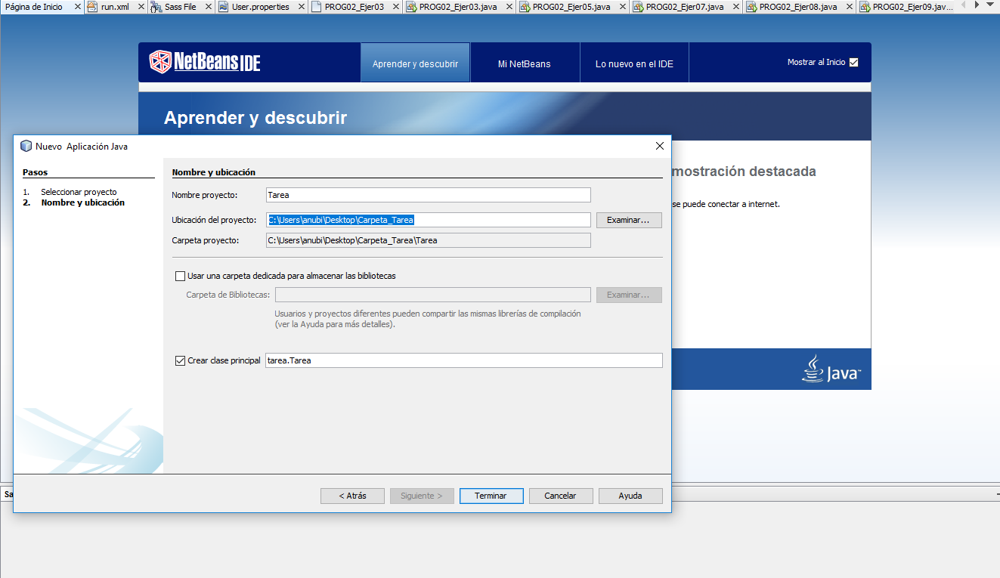 Página de Inicio run.xml Sass File User.properties PROG02_Ejer03 PROG02_Ejer03.java PROG02_Ejer05.java PROG02_Ejer07.java PROG02_Ejer08.java PROG02_Ejer09.jav...
NetBeans IDE Aprender y descubrir Mi NetBeans Lo nuevo en el IDE Mostrar al Inicio
Aprender y descubrir
Nuevo Aplicación Java
Pasos
1. Seleccionar proyecto
2. Nombre y ubicación
Nombre y ubicación
Nombre proyecto: Tarea
Ubicación del proyecto: C:\Users\anubi\Desktop\Carpeta_Tarea Examinar...
Carpeta proyecto: C:\Users\anubi\Desktop\Carpeta_Tarea\Tarea
Usar una carpeta dedicada para almacenar las bibliotecas
Carpeta de Bibliotecas: Examinar...
Usuarios y proyectos diferentes pueden compartir las mismas librerías de compilación
(ver la Ayuda para más detalles).
Crear clase principal tarea.Tarea
< Atrás Siguiente > Terminar Cancelar Ayuda
mostración destacada
se puede conectar a internet.
Java™
Sa